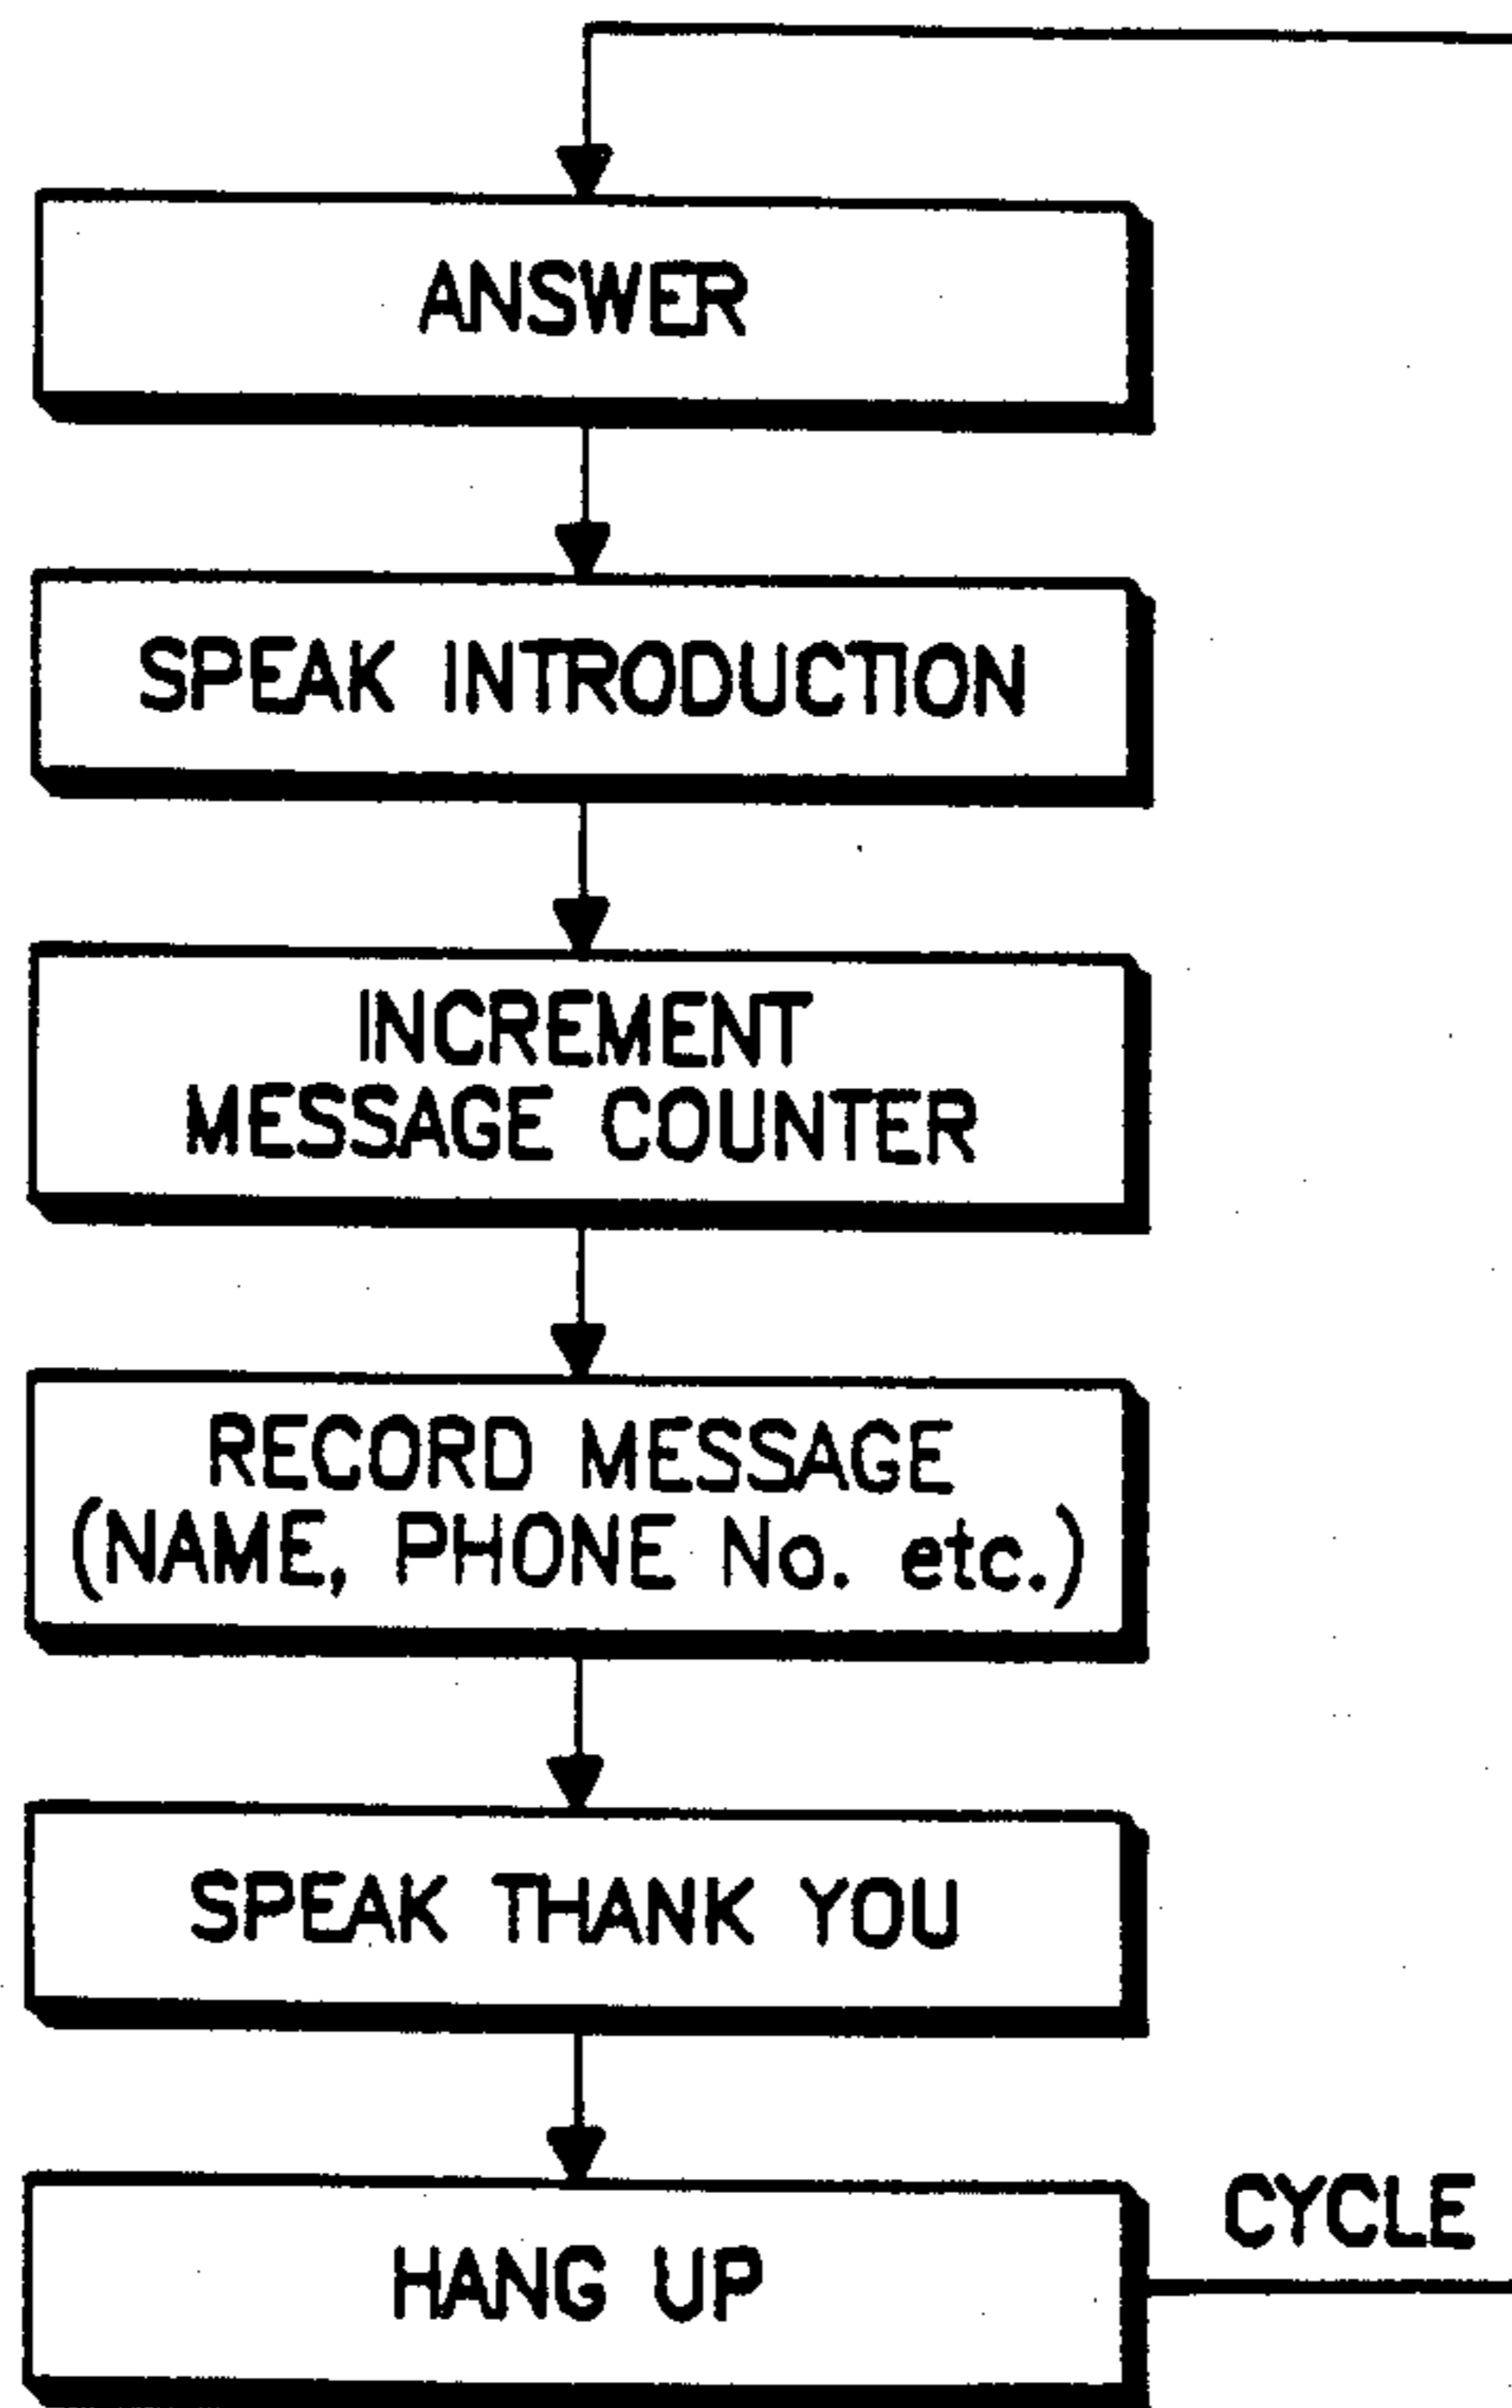 ANSWER
SPEAK INTRODUCTION
INCREMENT
MESSAGE COUNTER
RECORD MESSAGE
(NAME, PHONE No. etc.)
SPEAK THANK YOU
HANG UP
CYCLE